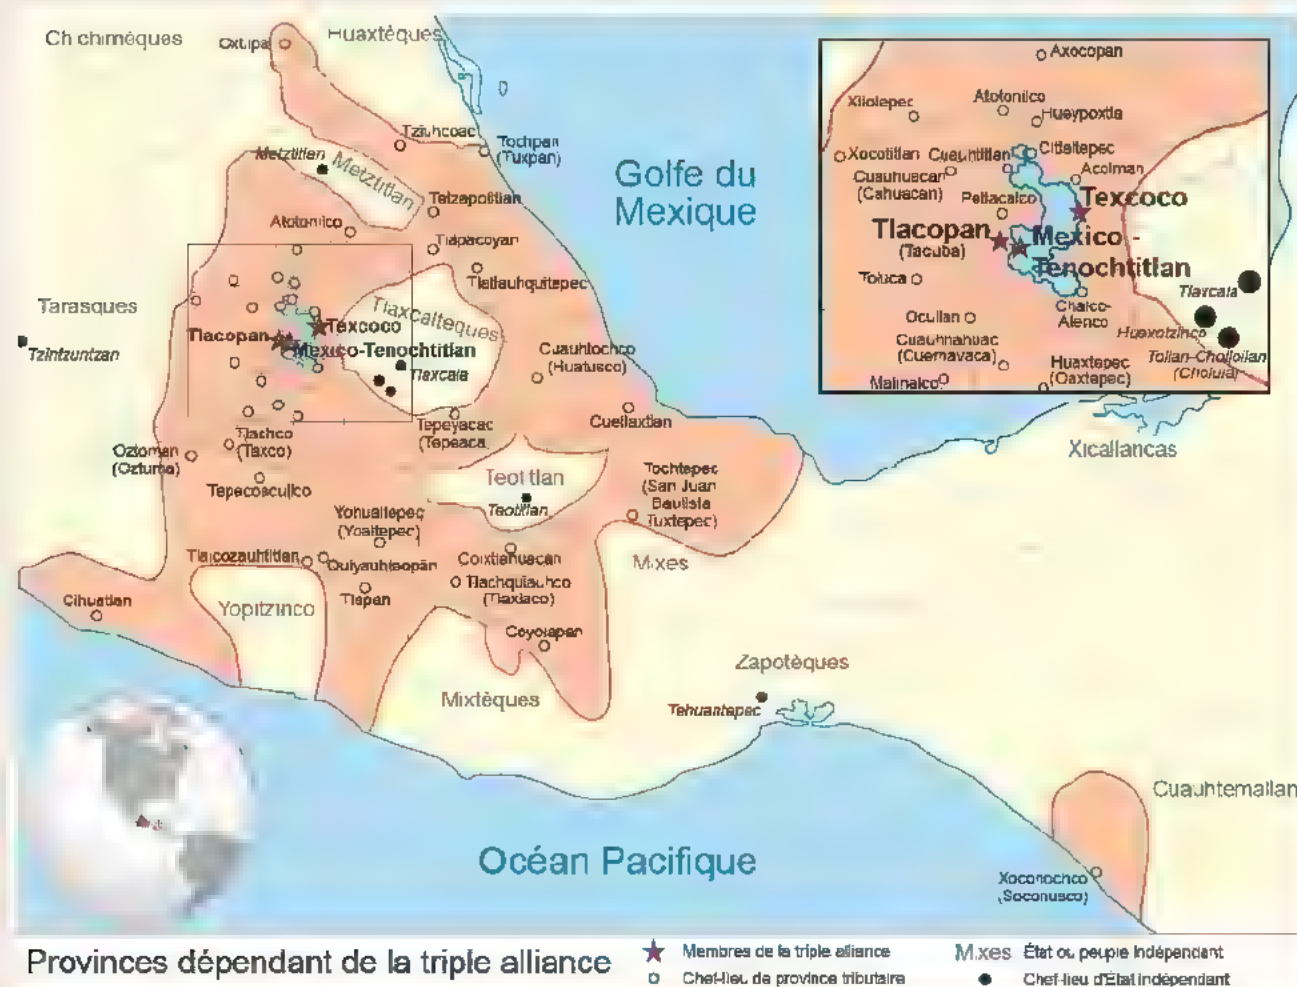 Ch chimèques
Oxtipa
Huaxtèques
Tziuhcoac
Tochpan
(Tuxpan)
Metztitlan
Metztitlan
Tetzapotitlan
Atotonilco
Tlapacoyan
Tlatlauhquitepec
Golfe du
Mexique
Tarasques
Tzintzuntzan
Tlaxcaltèques
Tlacopan
Texcoco
Mexico-Tenochtitlan
Tlaxcala
Cuauhtochco
(Huatusco)
Cuetlaxtlan
Tepeyacac
(Tepeaca
Tlachco
(Taxco)
Oztoman
(Oztuma)
Tepecoacuilco
Teotitlan
Teotitlan
Tochtepec
(San Juan
Bautista
Tuxtepec)
Yohualtepec
(Yoaltepec)
Tlalcozauhtitlan
Quiyauhteopan
Coixtlahuacan
Mixes
Tlachquiauhco
(Tlaxiaco)
Tlapan
Cihuatlan
Yopitzinco
Coyolapan
Mixtèques
Zapotèques
Tehuantepec
Xicallancas
Cuauhtemallan
Xoconochco
(Soconusco)
Océan Pacifique
Axocopan
Xilotepec
Atotonilco
Hueypoxtla
Xocotitlan
Cuauhtitlan
Citlaltepec
Cuahuacan
(Cahuacan)
Acolman
Petlacalco
Texcoco
Tlacopan
(Tacuba)
Mexico -
Tenochtitlan
Toluca
Chalco-
Atenco
Tlaxcala
Ocuilan
Huexotzinco
Cuauhnahuac
(Cuernavaca)
Tollan-Chollollan
(Cholula)
Malinalco
Huaxtepec
(Oaxtepec)
Provinces dépendant de la triple alliance
Membres de la triple alliance
Chef-lieu de province tributaire
Mixes État ou peuple indépendant
Chef-lieu d'État indépendant